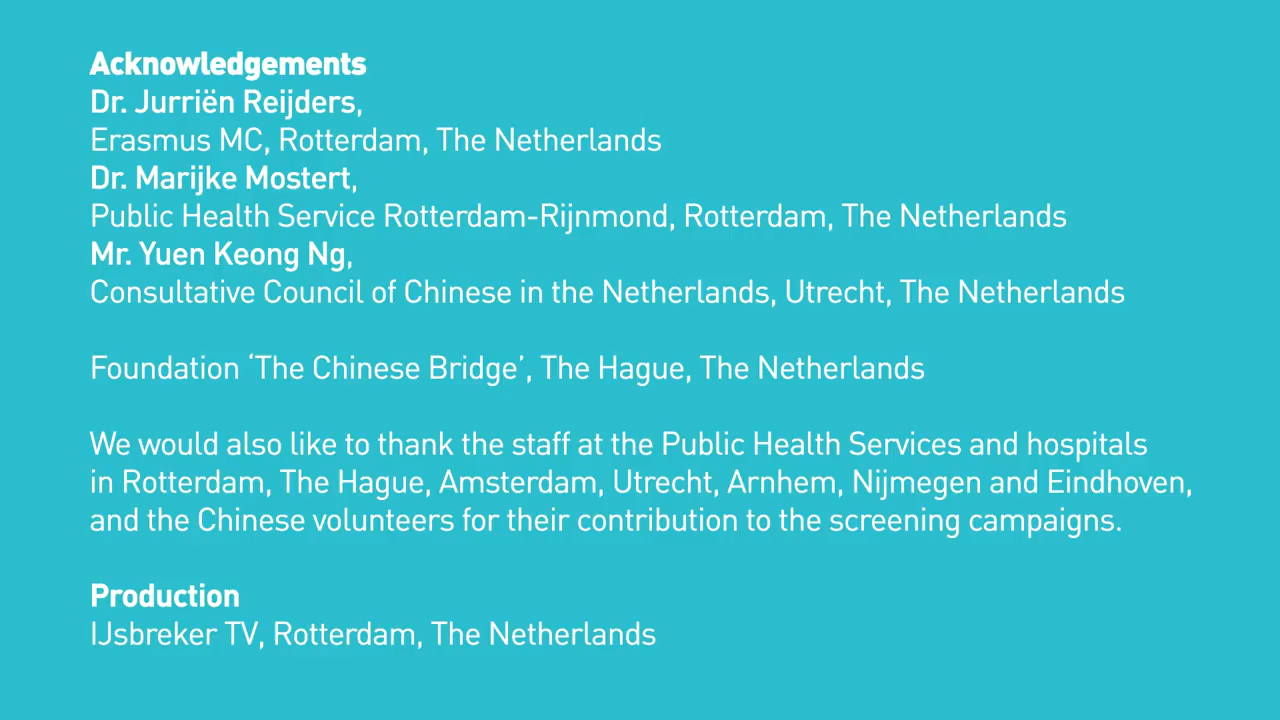 Acknowledgements
Dr. Jurriën Reijders,
Erasmus MC, Rotterdam, The Netherlands
Dr. Marijke Mostert,
Public Health Service Rotterdam-Rijnmond, Rotterdam, The Netherlands
Mr. Yuen Keong Ng,
Consultative Council of Chinese in the Netherlands, Utrecht, The Netherlands
Foundation ‘The Chinese Bridge’, The Hague, The Netherlands
We would also like to thank the staff at the Public Health Services and hospitals
in Rotterdam, The Hague, Amsterdam, Utrecht, Arnhem, Nijmegen and Eindhoven,
and the Chinese volunteers for their contribution to the screening campaigns.
Production
IJsbreker TV, Rotterdam, The Netherlands